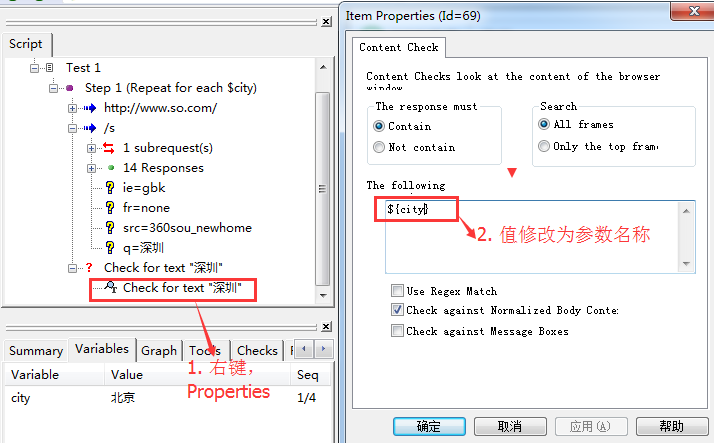 Script
Test 1
Step 1 (Repeat for each $city)
http://www.so.com/
/s
1 subrequest(s)
14 Responses
ie=gbk
fr=none
src=360sou_newhome
q=深圳
Check for text "深圳"
Check for text "深圳"
1. 右键，
Properties
Summary Variables Graph Tools Checks
Variable Value Seq
city 北京 1/4
Item Properties (Id=69)
Content Check
Content Checks look at the content of the browser
window
The response must
Contain
Not contain
Search
All frames
Only the top frame
The following
${city}
2. 值修改为参数名称
Use Regex Match
Check against Normalized Body Conte
Check against Message Boxes
确定 取消 应用(A) 帮助